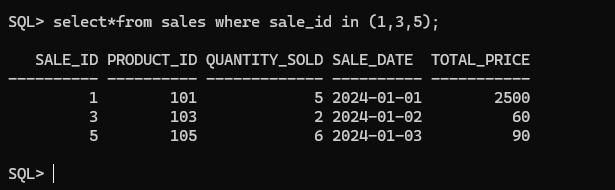 SQL> select*from sales where sale_id in (1,3,5);
   SALE_ID PRODUCT_ID QUANTITY_SOLD SALE_DATE  TOTAL_PRICE
---------- ---------- ------------- ---------- -----------
         1        101             5 2024-01-01        2500
         3        103             2 2024-01-02          60
         5        105             6 2024-01-03          90
SQL>